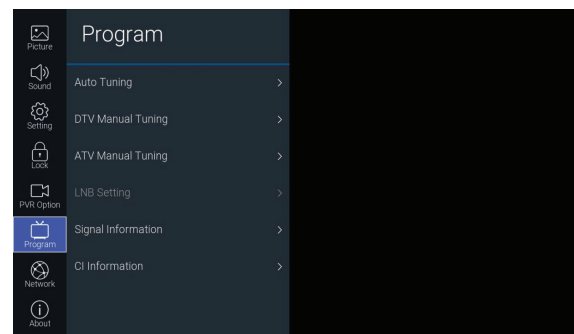 Picture
Sound
Setting
Lock
PVR Option
Program
Network
About
Program
Auto Tuning
DTV Manual Tuning
ATV Manual Tuning
LNB Setting
Signal Information
CI Information